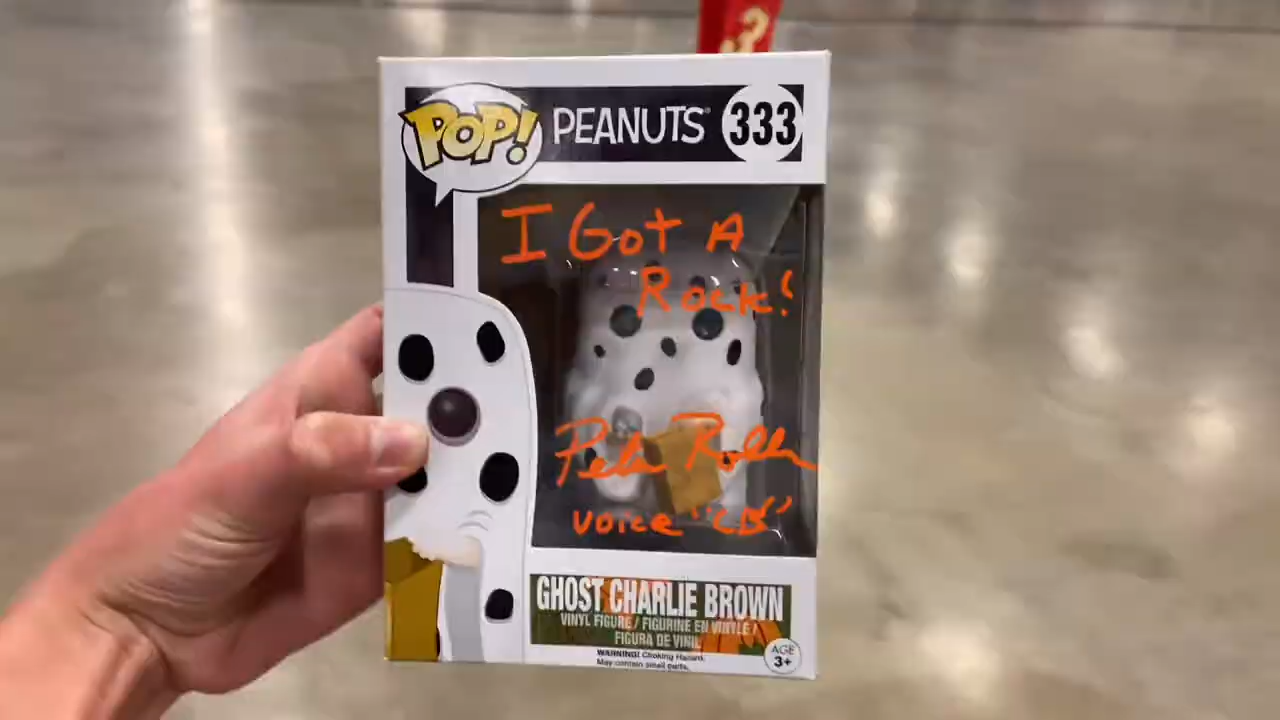 3
POP! PEANUTS 333
I Got A
Rock!
voice "CB"
GHOST CHARLIE BROWN
VINYL FIGURE / FIGURINE EN VINYLE /
FIGURA DE VINIL
WARNING: Choking Hazard.
May contain small parts.
AGE
3+